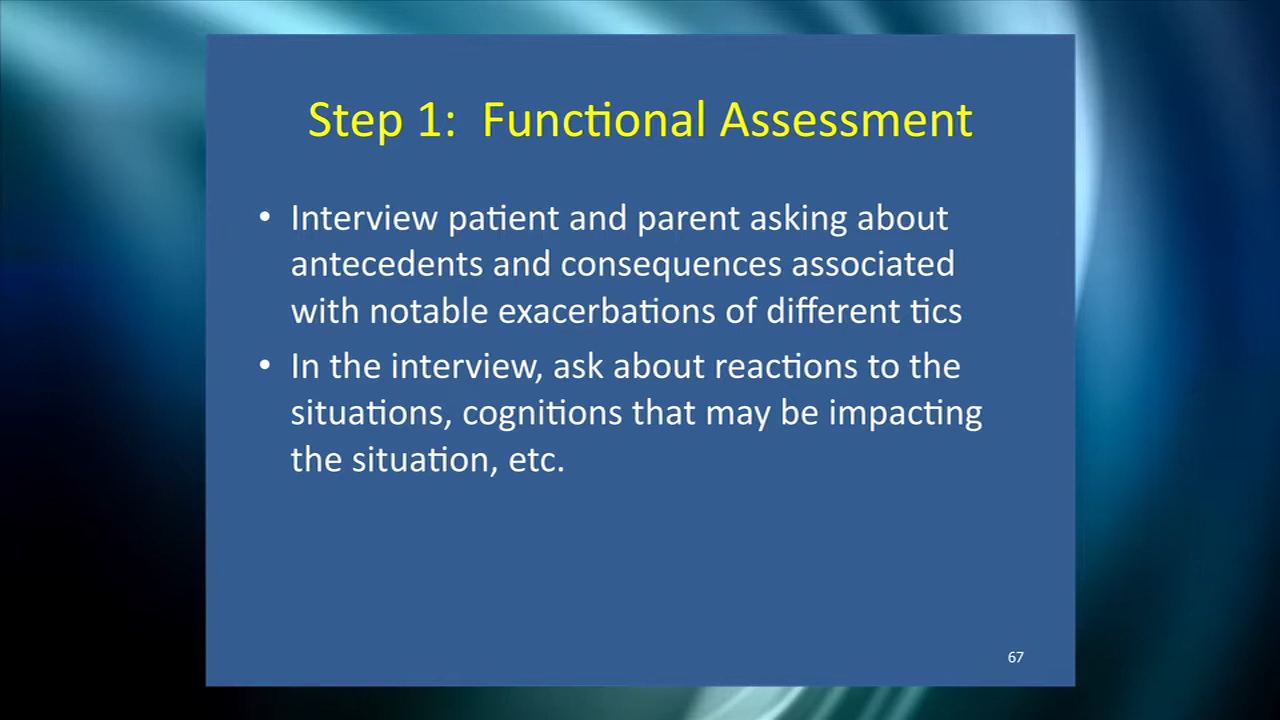 Step 1:  Functional Assessment
• Interview patient and parent asking about
antecedents and consequences associated
with notable exacerbations of different tics
• In the interview, ask about reactions to the
situations, cognitions that may be impacting
the situation, etc.
67